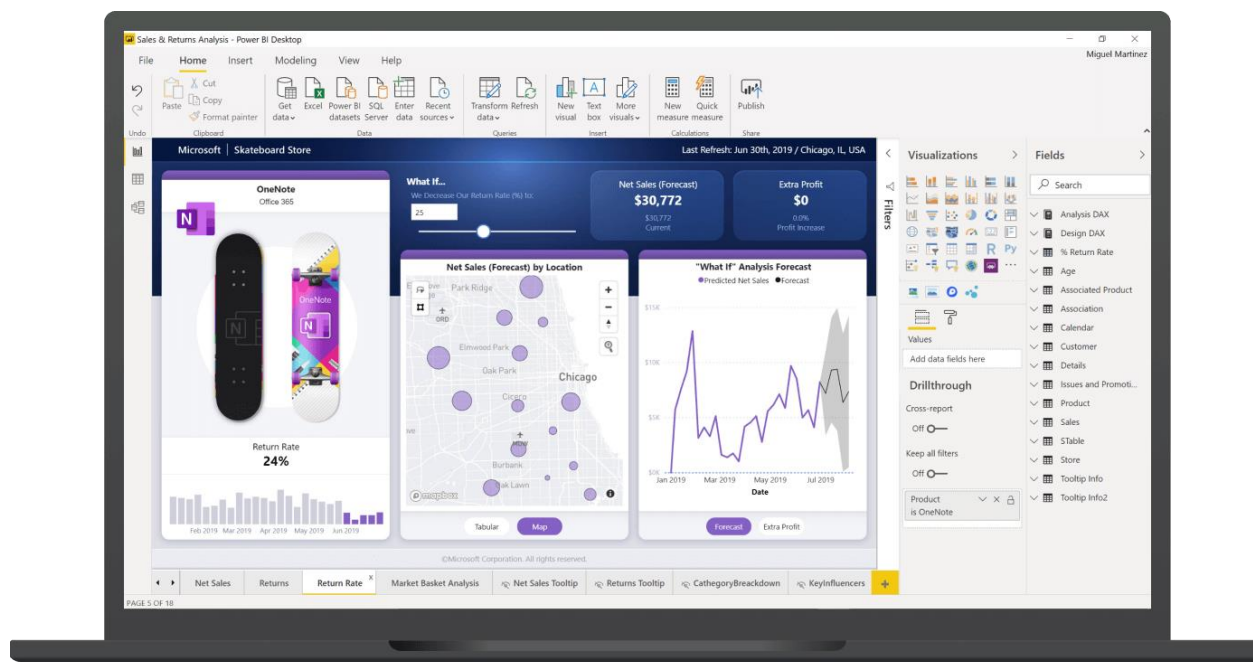 Sales & Returns Analysis - Power BI Desktop
Miguel Martinez
File Home Insert Modeling View Help
Paste
Cut
Copy
Format painter
Get data
Excel
Power BI datasets
SQL Server
Enter data
Recent sources
Transform data
Refresh
New visual
Text box
More visuals
New measure
Quick measure
Publish
Undo Clipboard Data Queries Insert Calculations Share
Microsoft | Skateboard Store
Last Refresh: Jun 30th, 2019 / Chicago, IL, USA
OneNote
Office 365
N
OneNote
N
N
Return Rate
24%
Feb 2019 Mar 2019 Apr 2019 May 2019 Jun 2019
What If...
We Decrease Our Return Rate (%) to:
25
Net Sales (Forecast)
$30,772
$30,772
Current
Extra Profit
$0
0.0%
Profit Increase
Net Sales (Forecast) by Location
Park Ridge
ORD
Elmwood Park
Oak Park
Chicago
Cicero
MDW
Burbank
Oak Lawn
mapbox
Tabular Map
"What If" Analysis Forecast
Predicted Net Sales Forecast
$15K
$10K
$5K
$0K
Jan 2019 Mar 2019 May 2019 Jul 2019
Date
Forecast Extra Profit
©Microsoft Corporation. All rights reserved.
Filters
Visualizations
R Py
Values
Add data fields here
Drillthrough
Cross-report
Off
Keep all filters
Off
Product
is OneNote
Fields
Search
Analysis DAX
Design DAX
% Return Rate
Age
Associated Product
Association
Calendar
Customer
Details
Issues and Promoti...
Product
Sales
STable
Store
Tooltip Info
Tooltip Info2
Net Sales Returns Return Rate x Market Basket Analysis Net Sales Tooltip Returns Tooltip CathegoryBreackdown KeyInfluencers +
PAGE 5 OF 18